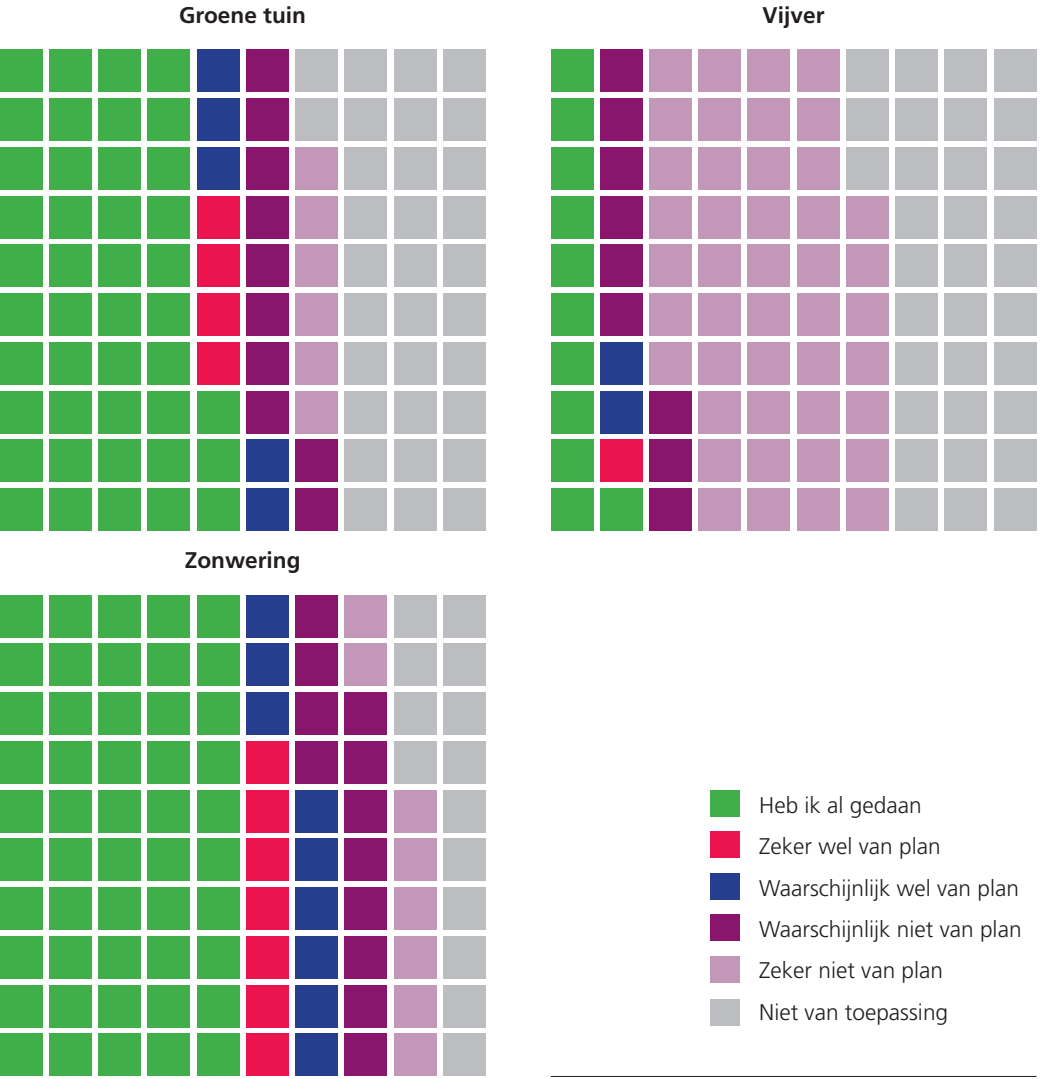 Groene tuin
Vijver
Zonwering
Heb ik al gedaan
Zeker wel van plan
Waarschijnlijk wel van plan
Waarschijnlijk niet van plan
Zeker niet van plan
Niet van toepassing